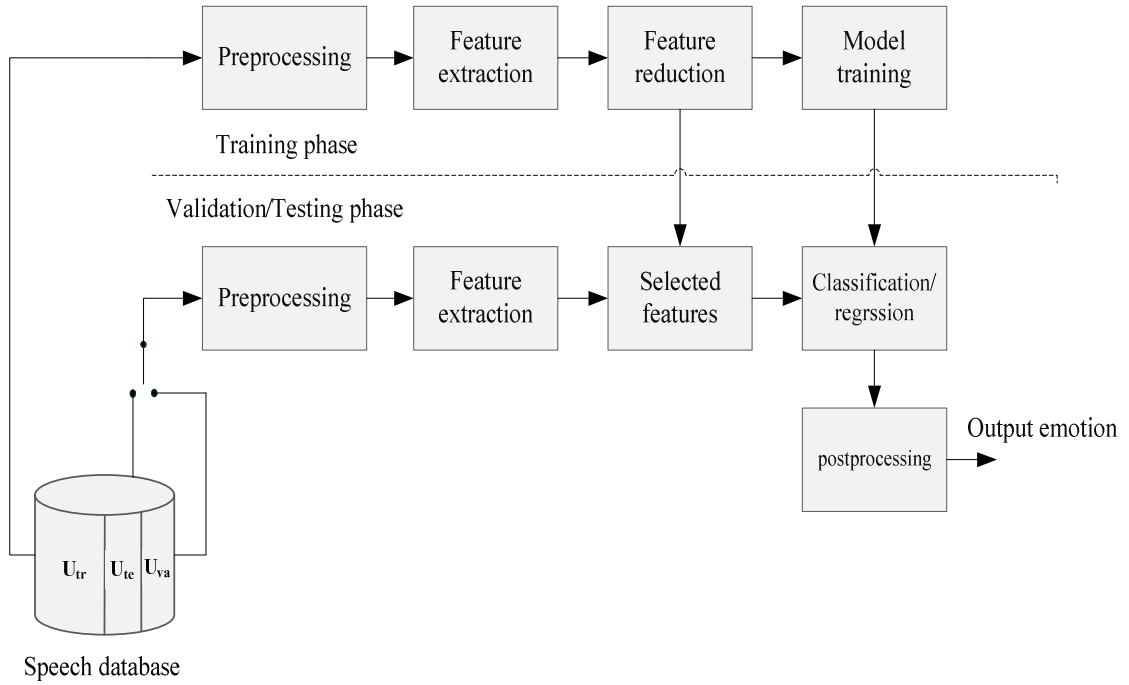 Preprocessing
Feature
extraction
Feature
reduction
Model
training
Training phase
Validation/Testing phase
Preprocessing
Feature
extraction
Selected
features
Classification/
regrssion
postprocessing
Output emotion
Utr
Ute
Uva
Speech database